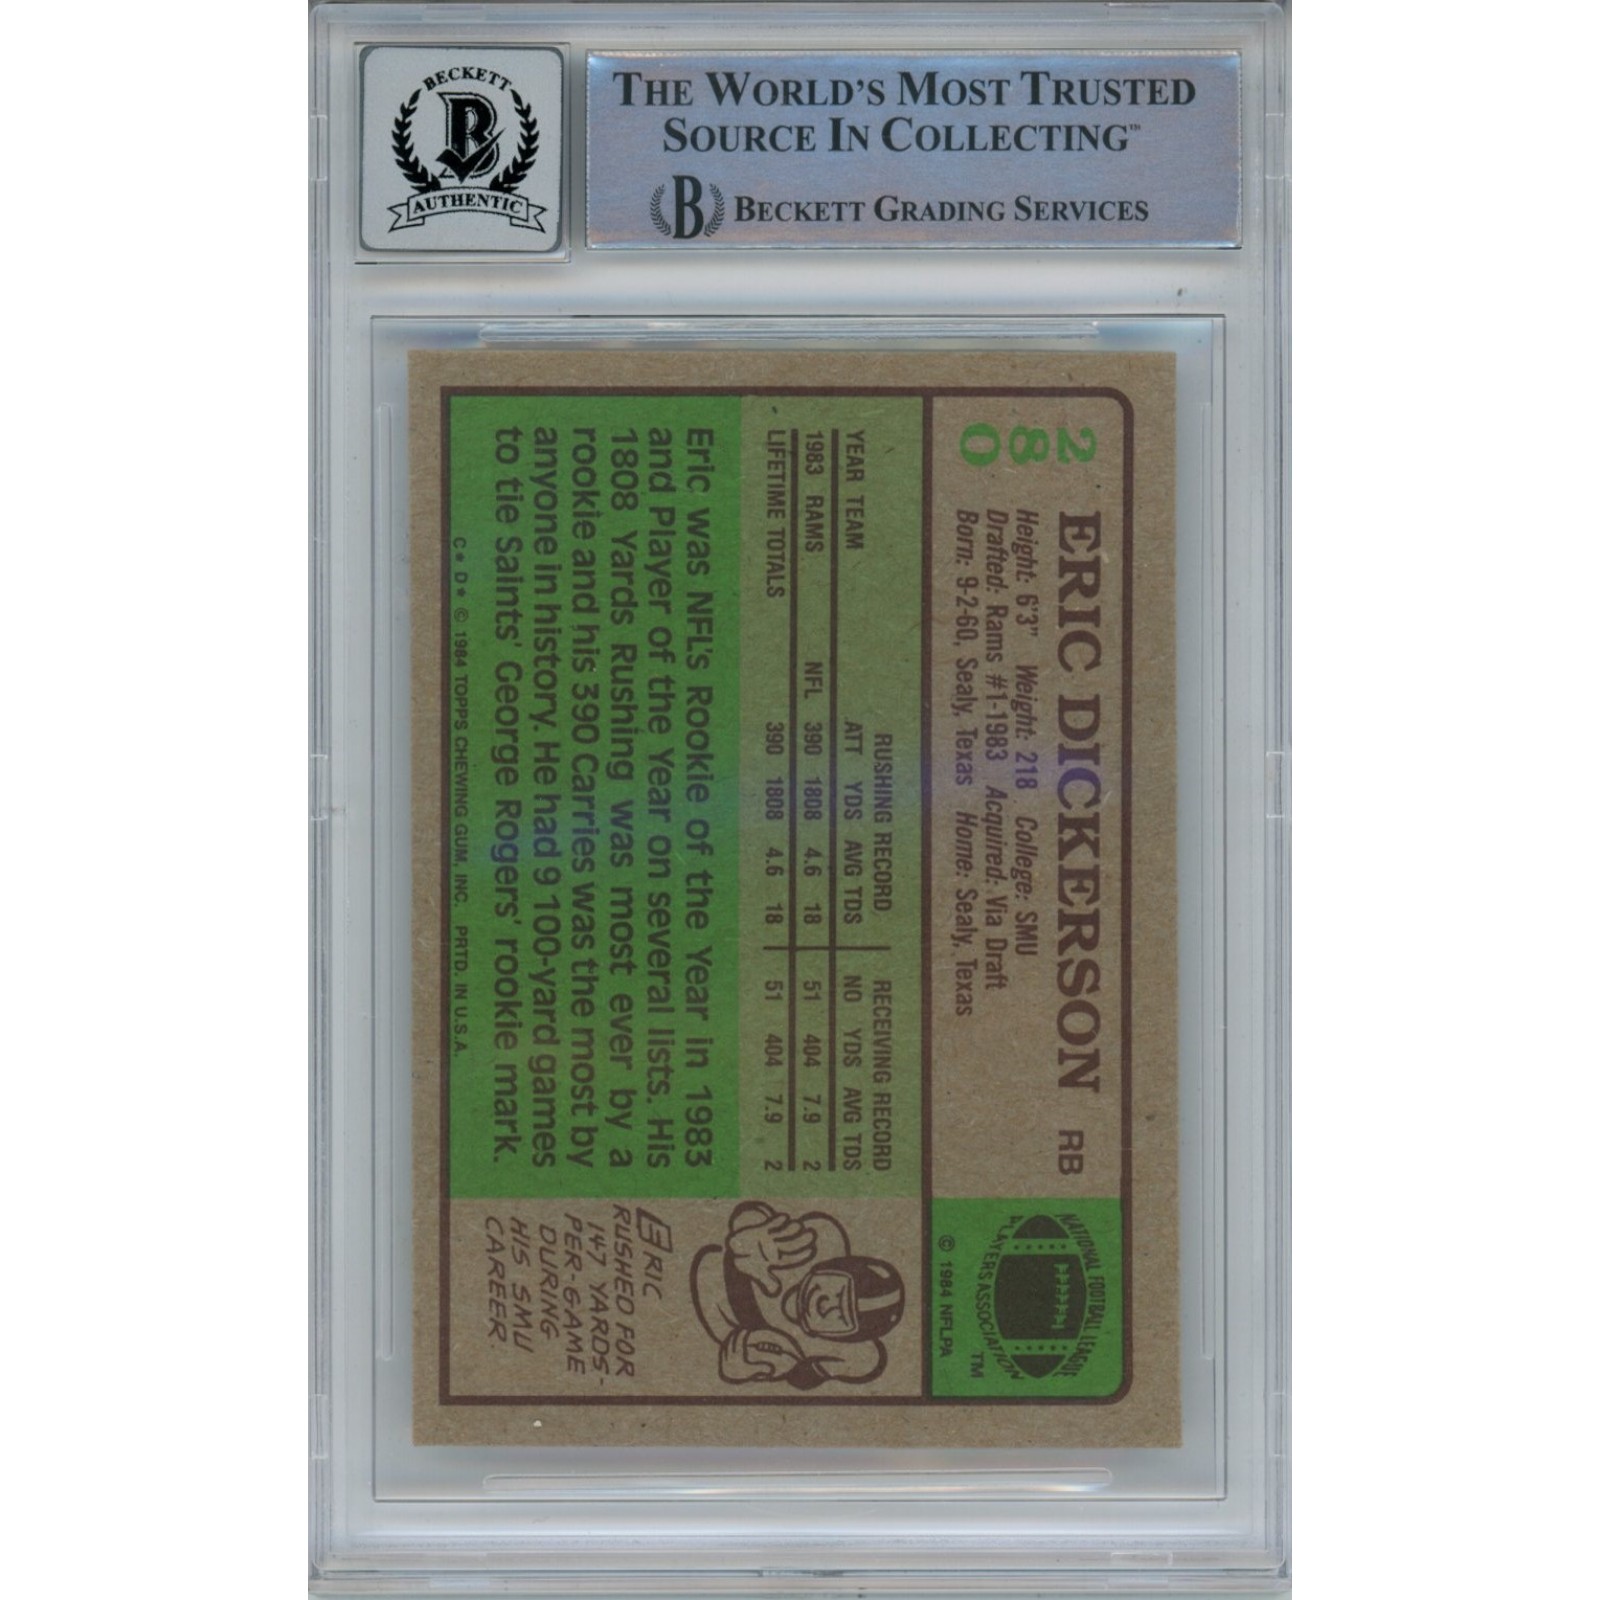 BECKETT
B
AUTHENTIC
THE WORLD'S MOST TRUSTED
SOURCE IN COLLECTING™
B BECKETT GRADING SERVICES
280
ERIC DICKERSON RB
Height: 6'3" Weight: 218 College: SMU
Drafted: Rams #1-1983 Acquired: Via Draft
Born: 9-2-60, Sealy, Texas Home: Sealy, Texas
NATIONAL FOOTBALL LEAGUE
PLAYERS ASSOCIATION
TM
© 1984 NFLPA
RUSHING RECORD RECEIVING RECORD
YEAR TEAM ATT YDS AVG TDS NO YDS AVG TDS
1983 RAMS NFL 390 1808 4.6 18 51 404 7.9 2
LIFETIME TOTALS 390 1808 4.6 18 51 404 7.9 2
Eric was NFL's Rookie of the Year in 1983
and Player of the Year on several lists. His
1808 Yards Rushing was most ever by a
rookie and his 390 Carries was the most by
anyone in history. He had 9 100-yard games
to tie Saints' George Rogers' rookie mark.
C* D* © 1984 TOPPS CHEWING GUM, INC. PRTD. IN U.S.A.
ERIC
RUSHED FOR
147 YARDS-
PER-GAME
DURING
HIS SMU
CAREER.